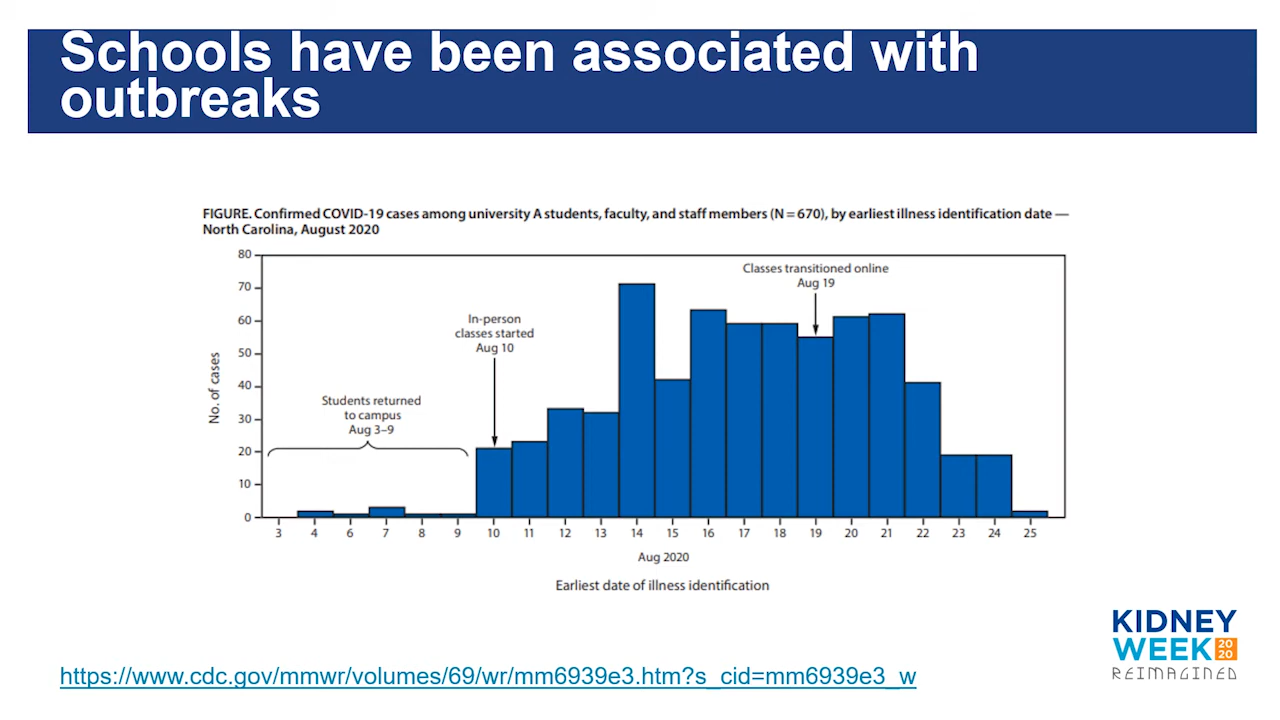 Schools have been associated with
outbreaks
FIGURE. Confirmed COVID-19 cases among university A students, faculty, and staff members (N = 670), by earliest illness identification date —
North Carolina, August 2020
80
70
60
50
40
30
20
10
0
No. of cases
Students returned
to campus
Aug 3–9
In-person
classes started
Aug 10
Classes transitioned online
Aug 19
3 4 6 7 8 9 10 11 12 13 14 15 16 17 18 19 20 21 22 23 24 25
Aug 2020
Earliest date of illness identification
https://www.cdc.gov/mmwr/volumes/69/wr/mm6939e3.htm?s_cid=mm6939e3_w
KIDNEY
WEEK 2020
REIMAGINED